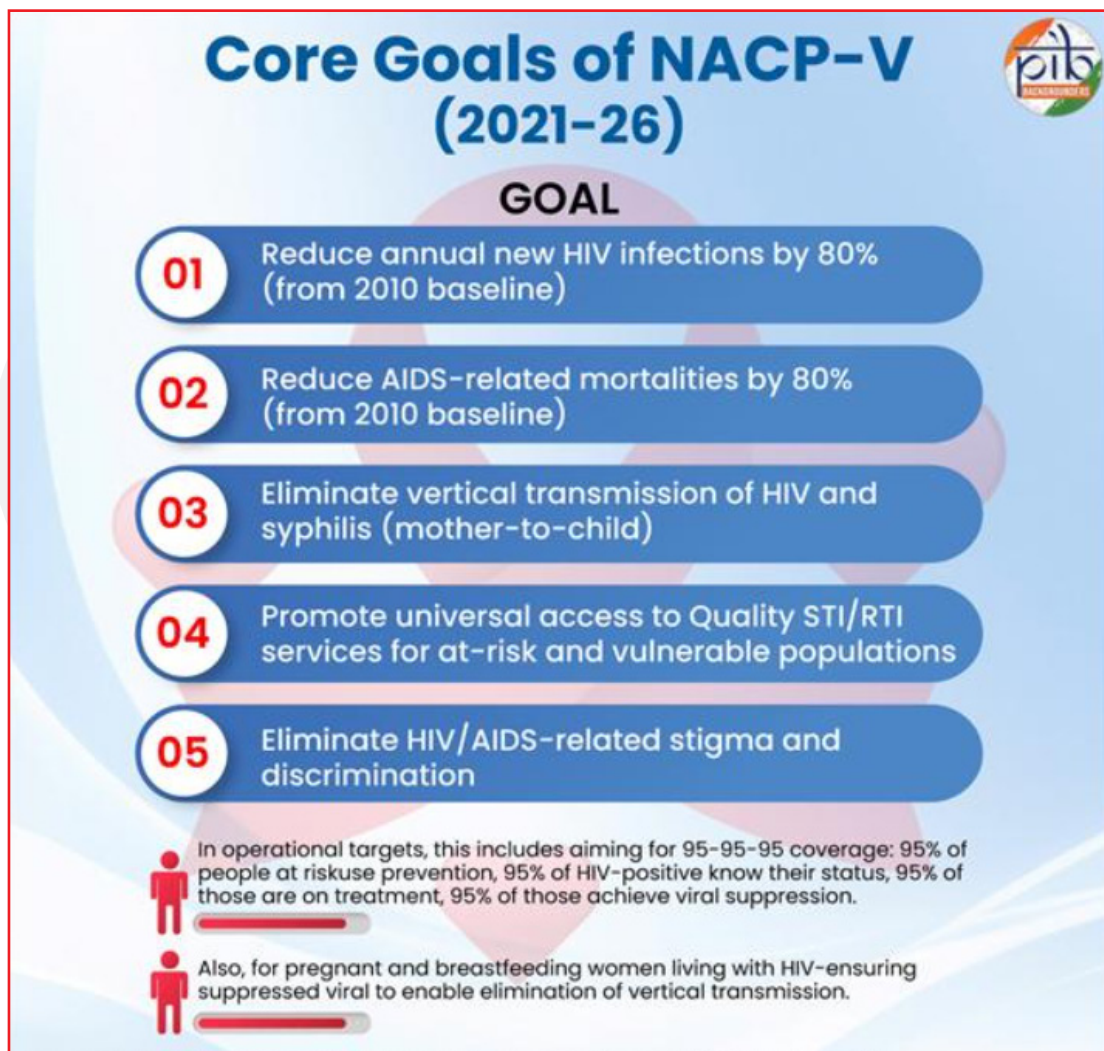 Core Goals of NACP-V
(2021-26)
pib
BACKGROUNDERS
GOAL
01
Reduce annual new HIV infections by 80%
(from 2010 baseline)
02
Reduce AIDS-related mortalities by 80%
(from 2010 baseline)
03
Eliminate vertical transmission of HIV and
syphilis (mother-to-child)
04
Promote universal access to Quality STI/RTI
services for at-risk and vulnerable populations
05
Eliminate HIV/AIDS-related stigma and
discrimination
In operational targets, this includes aiming for 95-95-95 coverage: 95% of
people at riskuse prevention, 95% of HIV-positive know their status, 95% of
those are on treatment, 95% of those achieve viral suppression.
Also, for pregnant and breastfeeding women living with HIV-ensuring
suppressed viral to enable elimination of vertical transmission.